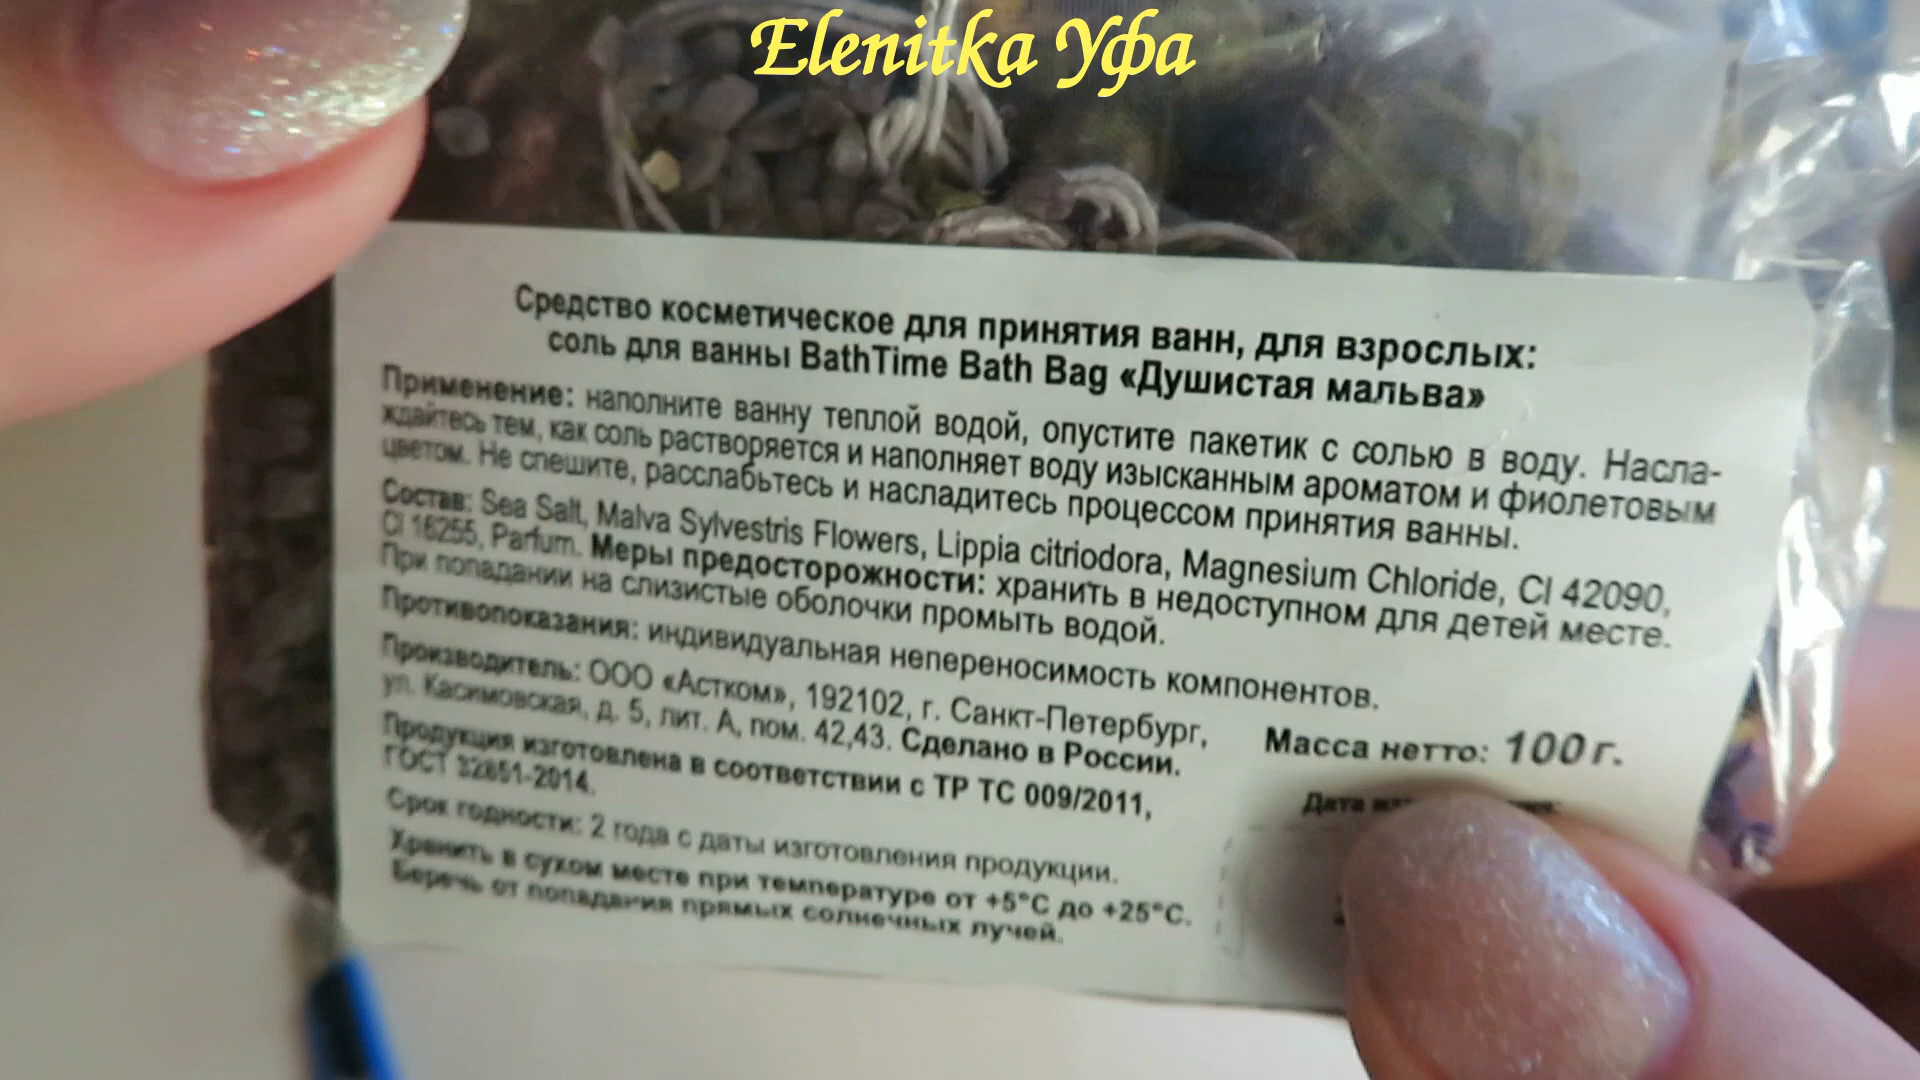 Elenitka Уфа
Средство косметическое для принятия ванн, для взрослых:
соль для ванны BathTime Bath Bag «Душистая мальва»
Применение: наполните ванну теплой водой, опустите пакетик с солью в воду. Насла-
ждайтесь тем, как соль растворяется и наполняет воду изысканным ароматом и фиолетовым
цветом. Не спешите, расслабьтесь и насладитесь процессом принятия ванны.
Состав: Sea Salt, Malva Sylvestris Flowers, Lippia citriodora, Magnesium Chloride, CI 42090,
CI 16255, Parfum. Меры предосторожности: хранить в недоступном для детей месте.
При попадании на слизистые оболочки промыть водой.
Противопоказания: индивидуальная непереносимость компонентов.
Производитель: ООО «Астком», 192102, г. Санкт-Петербург,
ул. Касимовская, д. 5, лит. А, пом. 42,43. Сделано в России.
Масса нетто: 100 г.
Продукция изготовлена в соответствии с ТР ТС 009/2011,
ГОСТ 32851-2014.
Дата
Срок годности: 2 года с даты изготовления продукции.
Хранить в сухом месте при температуре от +5°С до +25°С.
Беречь от попадания прямых солнечных лучей.